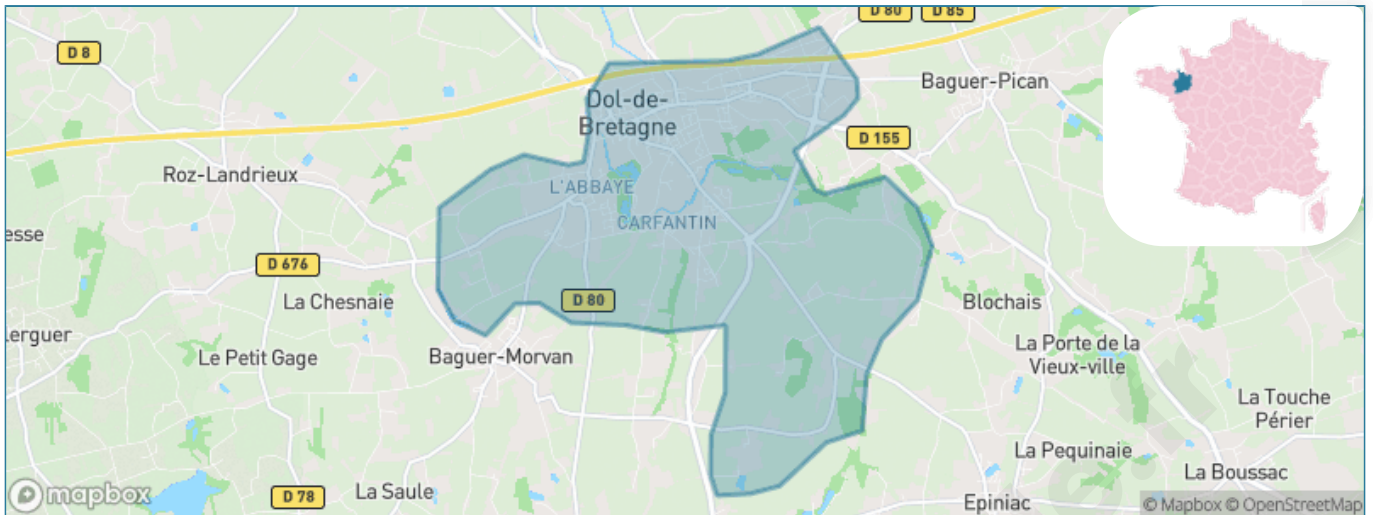 D 80
D 85
D 8
Baguer-Pican
Dol-de-
Bretagne
D 155
Roz-Landrieux
L'ABBAYE
CARFANTIN
esse
D 676
La Chesnaie
D 80
Blochais
lerguer
Le Petit Gage
Baguer-Morvan
La Porte de la
Vieux-ville
La Touche
Périer
La Pequinaie
La Boussac
La Saule
D 78
Epiniac
mapbox
© Mapbox © OpenStreetMap